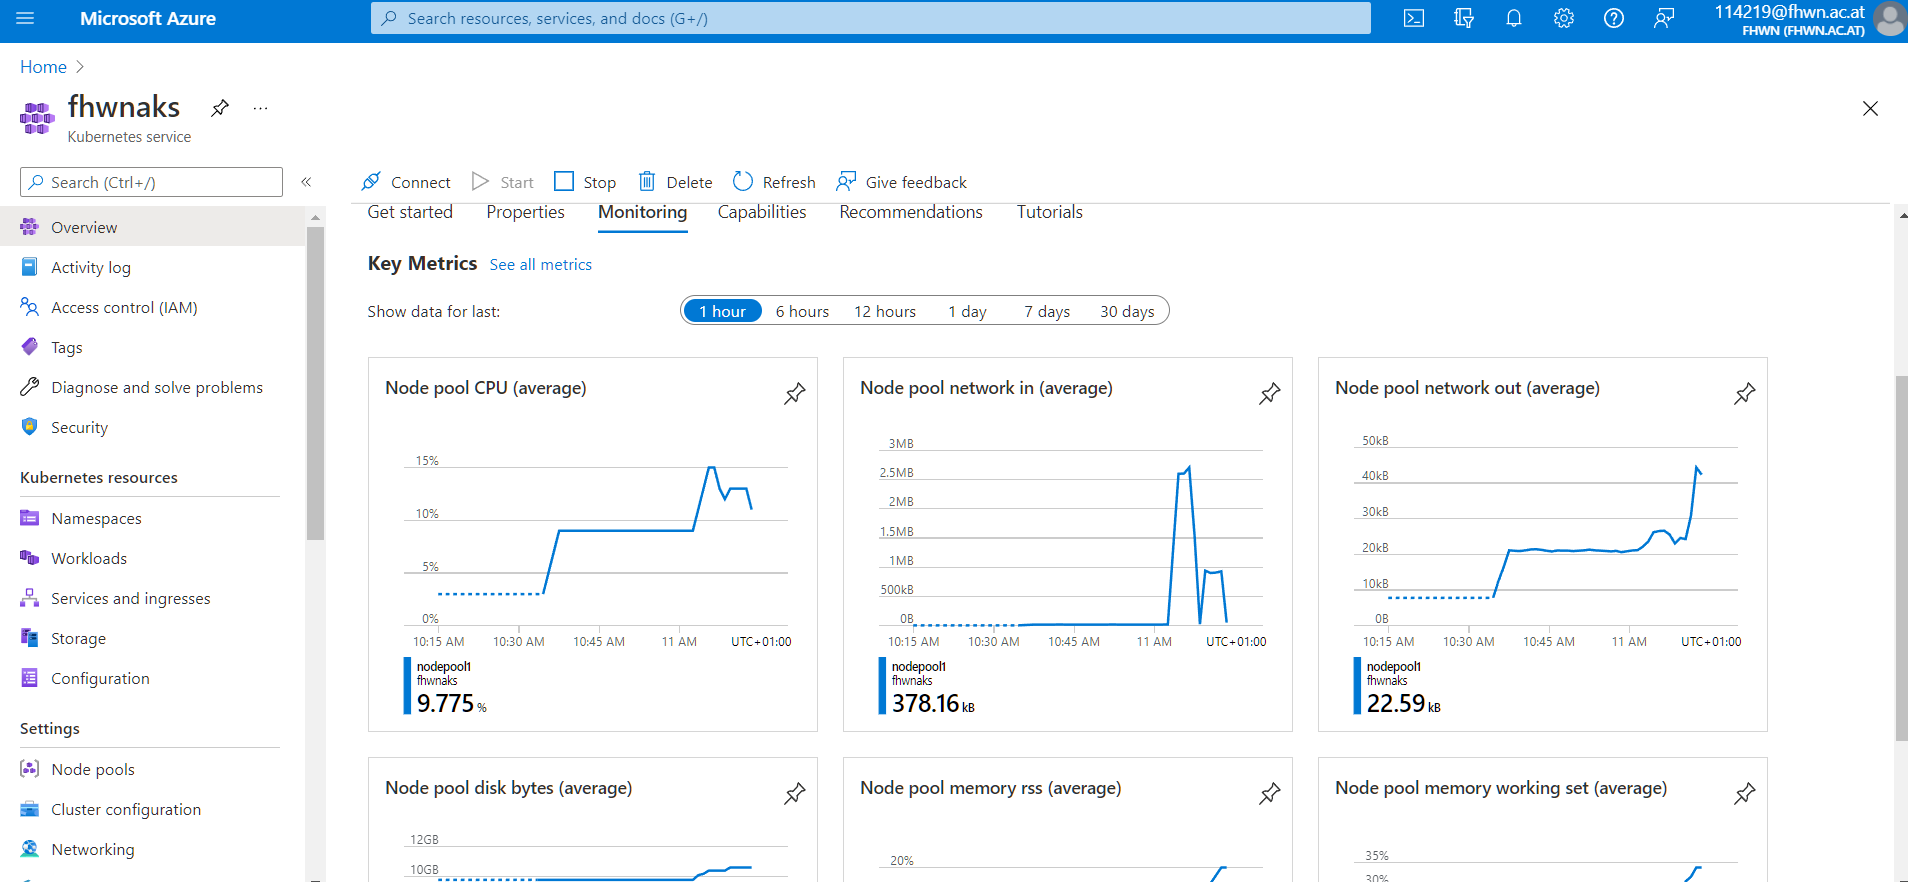 Microsoft Azure
Search resources, services, and docs (G+/)
114219@fhwn.ac.at
FHWN (FHWN.AC.AT)
Home
fhwnaks
Kubernetes service
Search (Ctrl+/)
«
Connect
Start
Stop
Delete
Refresh
Give feedback
Overview
Activity log
Access control (IAM)
Tags
Diagnose and solve problems
Security
Kubernetes resources
Namespaces
Workloads
Services and ingresses
Storage
Configuration
Settings
Node pools
Cluster configuration
Networking
Get started
Properties
Monitoring
Capabilities
Recommendations
Tutorials
Key Metrics See all metrics
Show data for last:
1 hour
6 hours
12 hours
1 day
7 days
30 days
Node pool CPU (average)
15%
10%
5%
0%
10:15 AM 10:30 AM 10:45 AM 11 AM UTC+01:00
nodepool1
fhwnaks
9.775 %
Node pool network in (average)
3MB
2.5MB
2MB
1.5MB
1MB
500kB
0B
10:15 AM 10:30 AM 10:45 AM 11 AM UTC+01:00
nodepool1
fhwnaks
378.16 kB
Node pool network out (average)
50kB
40kB
30kB
20kB
10kB
0B
10:15 AM 10:30 AM 10:45 AM 11 AM UTC+01:00
nodepool1
fhwnaks
22.59 kB
Node pool disk bytes (average)
12GB
10GB
Node pool memory rss (average)
20%
Node pool memory working set (average)
35%
30%